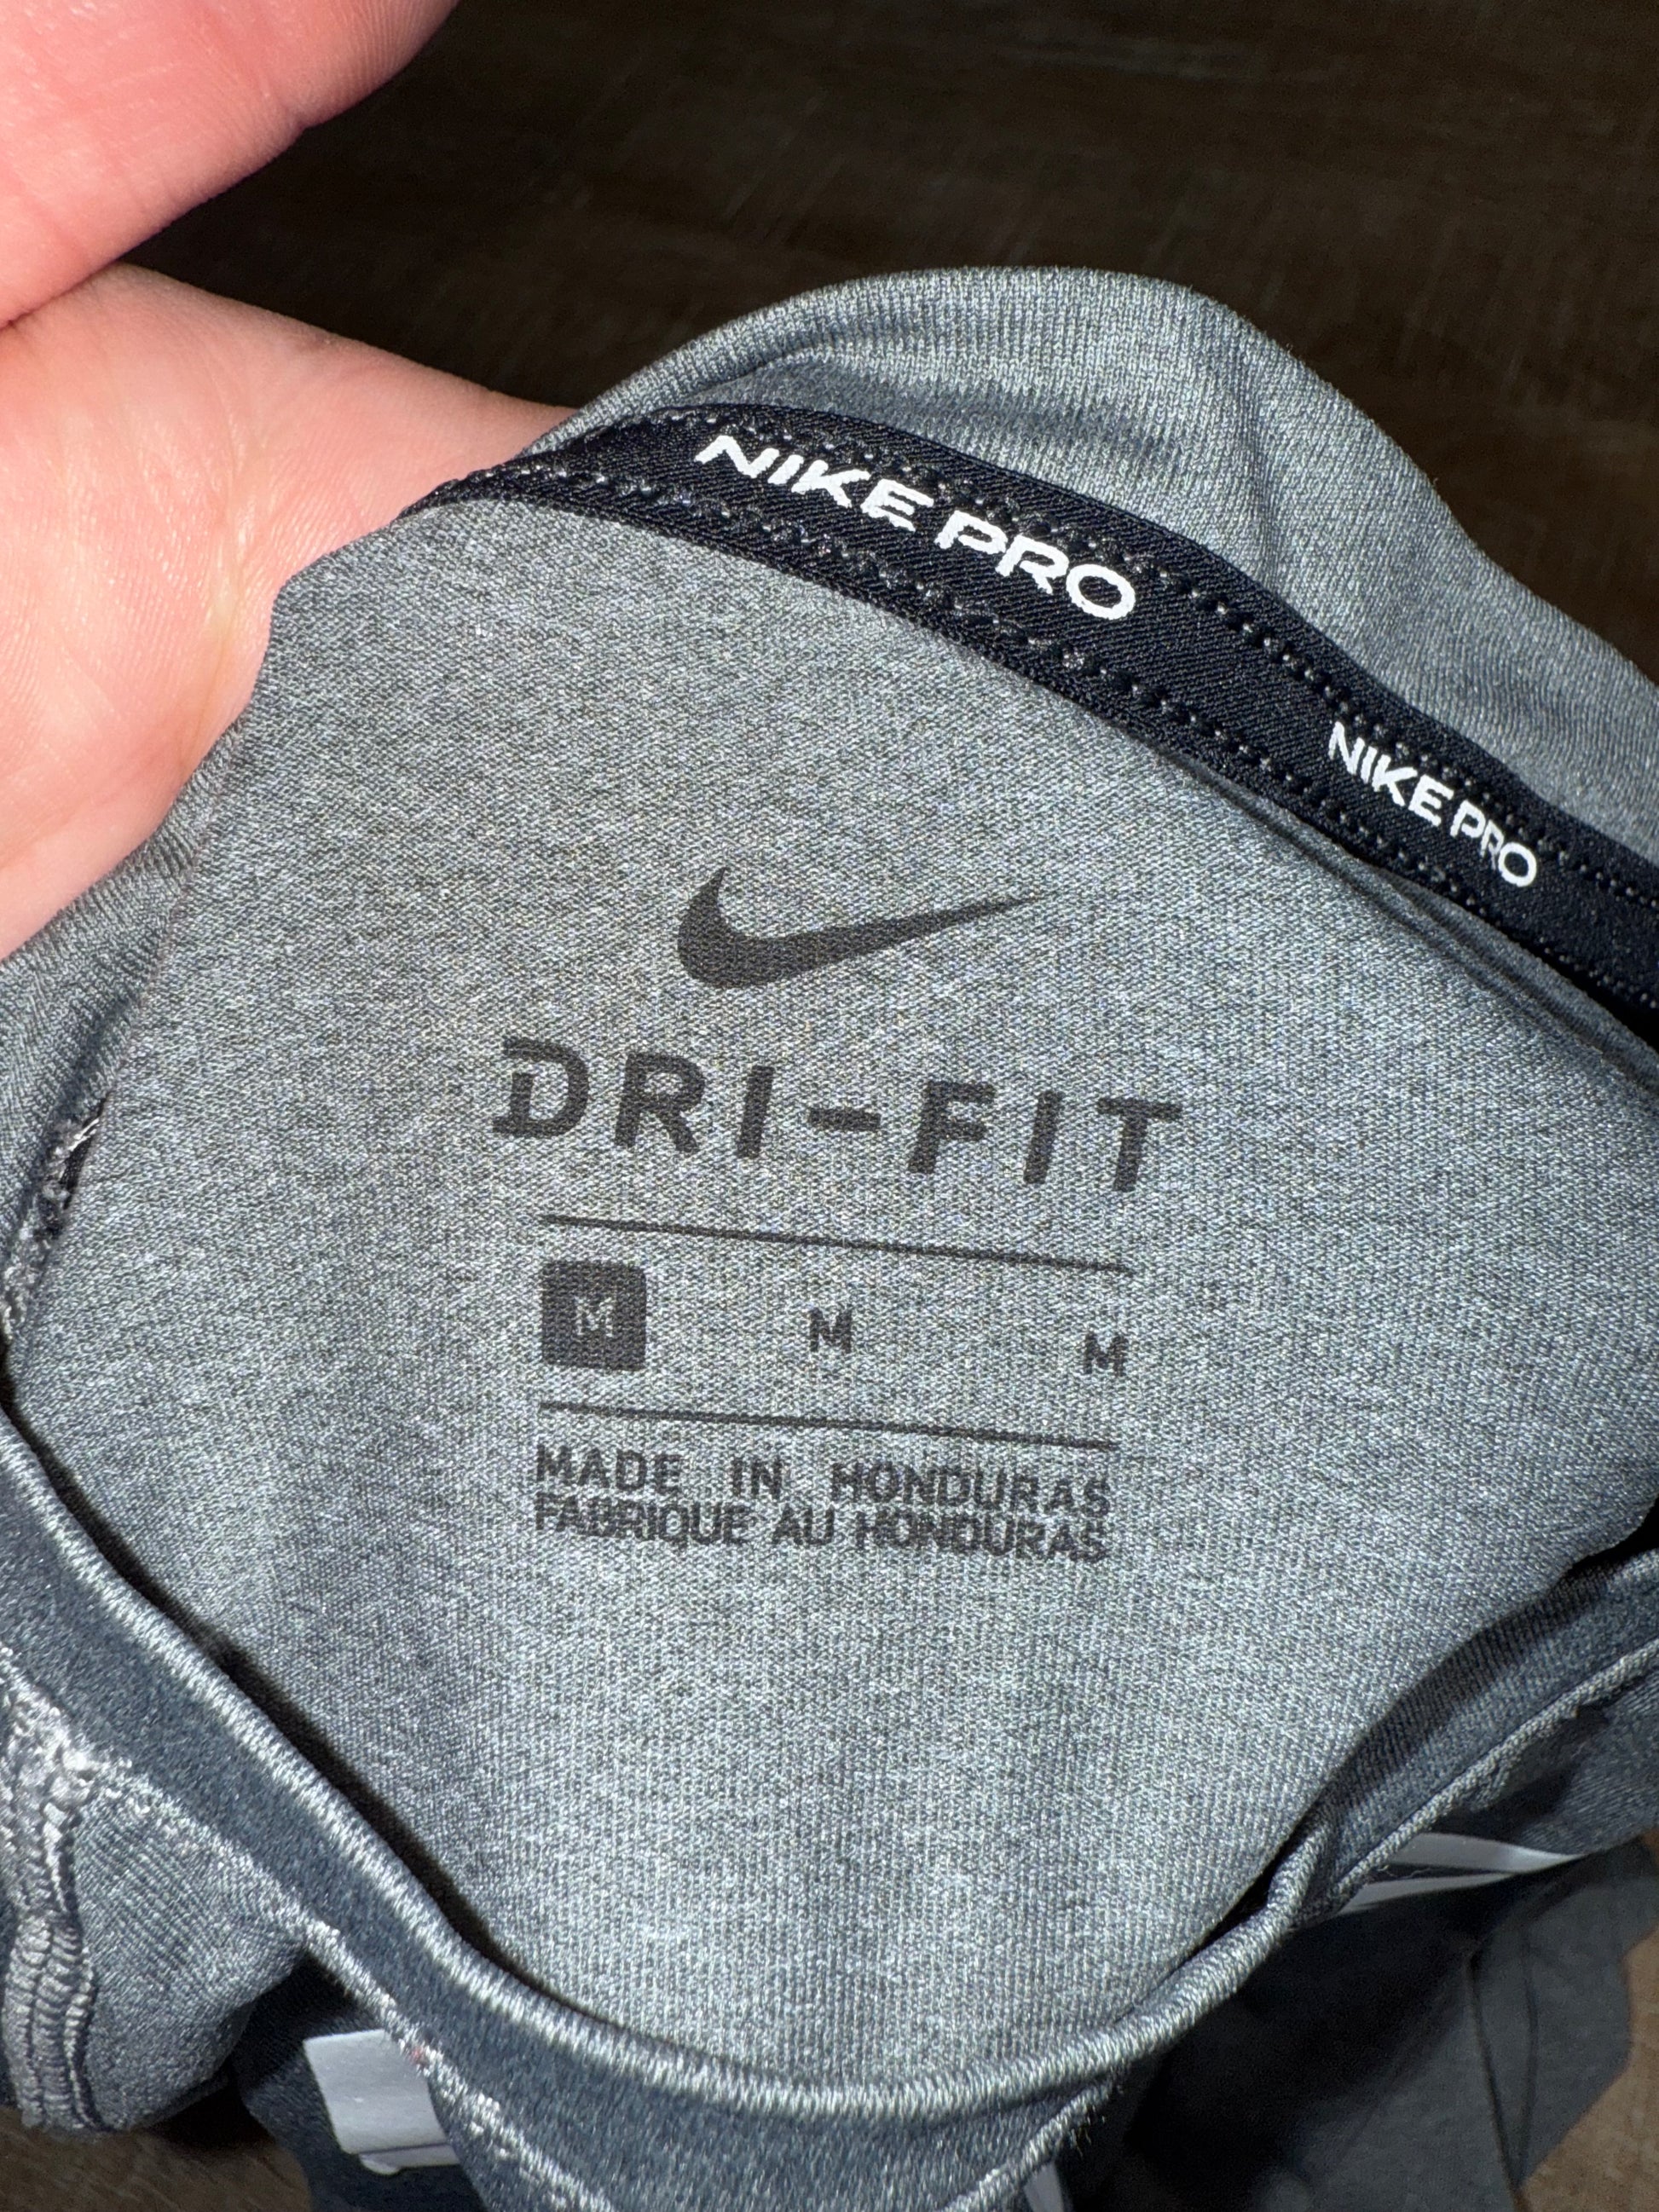 NIKE PRO
NIKE PRO
DRI-FIT
M M M
MADE IN HONDURAS
FABRIQUE AU HONDURAS